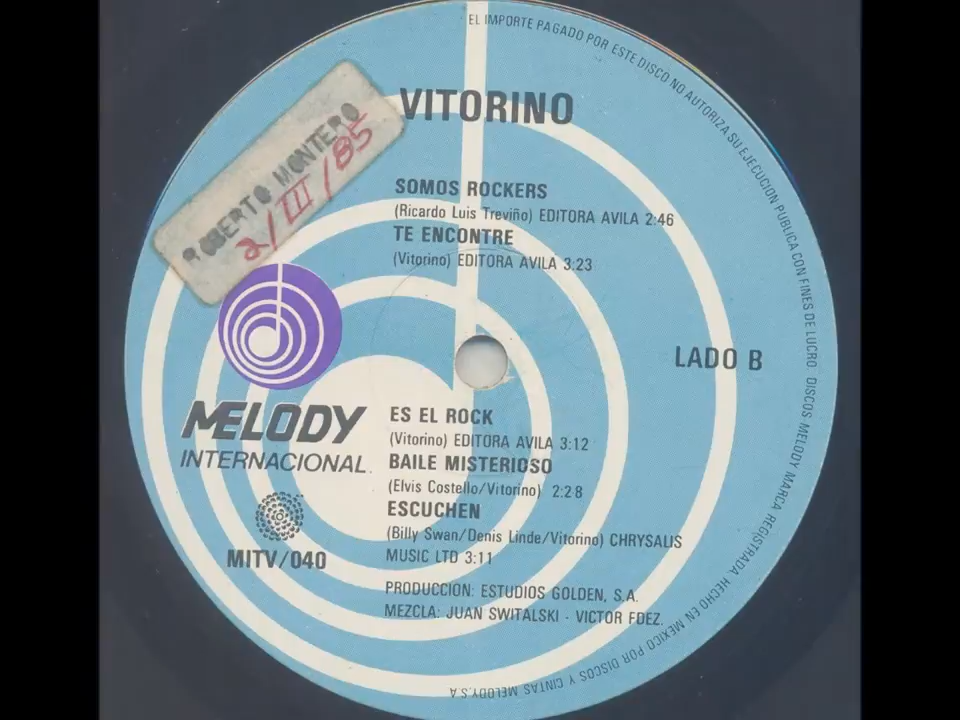 EL IMPORTE PAGADO POR ESTE DISCO NO AUTORIZA SU EJECUCION PUBLICA CON FINES DE LUCRO. DISCOS MELODY MARCA REGISTRADA. HECHO EN MEXICO POR DISCOS Y CINTAS MELODY.S.A
VITORINO
ROBERTO MONTERO
2/III/85
SOMOS ROCKERS
(Ricardo Luis Treviño) EDITORA AVILA 2:46
TE ENCONTRE
(Vitorino) EDITORA AVILA 3:23
LADO B
MELODY
INTERNACIONAL
MITV/040
ES EL ROCK
(Vitorino) EDITORA AVILA 3:12
BAILE MISTERIOSO
(Elvis Costello/Vitorino) 2:28
ESCUCHEN
(Billy Swan/Denis Linde/Vitorino) CHRYSALIS
MUSIC LTD 3:11
PRODUCCION: ESTUDIOS GOLDEN, S.A.
MEZCLA: JUAN SWITALSKI - VICTOR FDEZ.